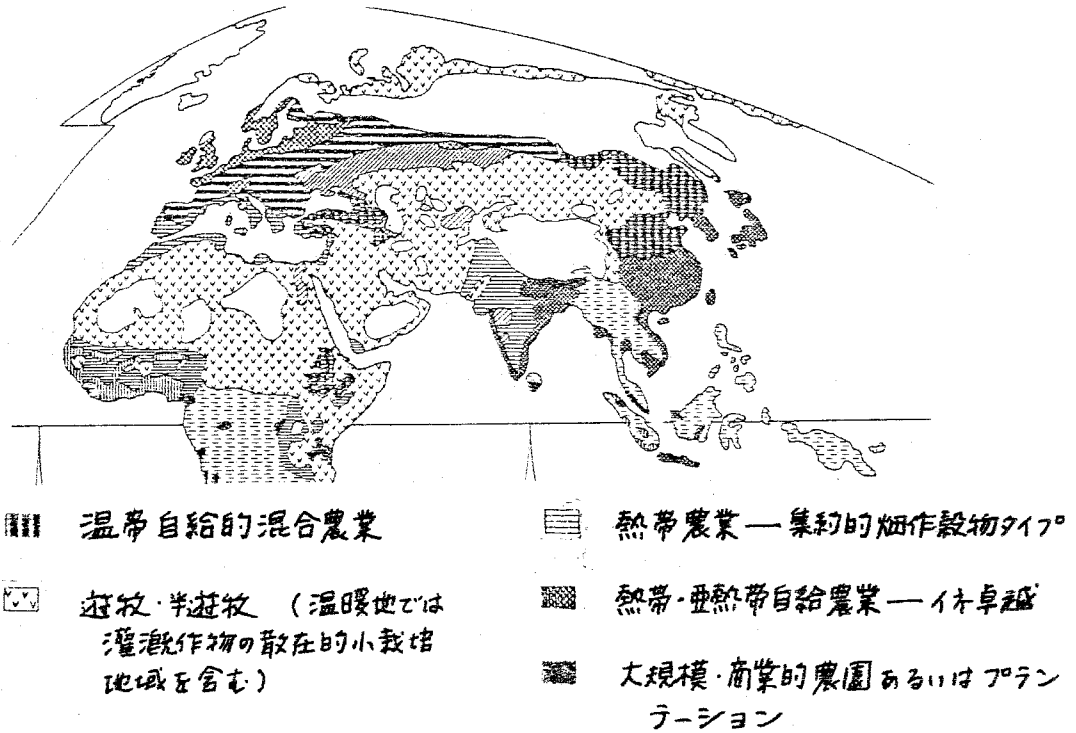 温帯自給的混合農業
遊牧・半遊牧 (温暖地では
灌漑作物の散在的小栽培
地域を含む)
熱帯農業 — 集約的畑作穀物タイプ
熱帯・亜熱帯自給農業 — イネ卓越
大規模・商業的農園あるいはプラン
テーション